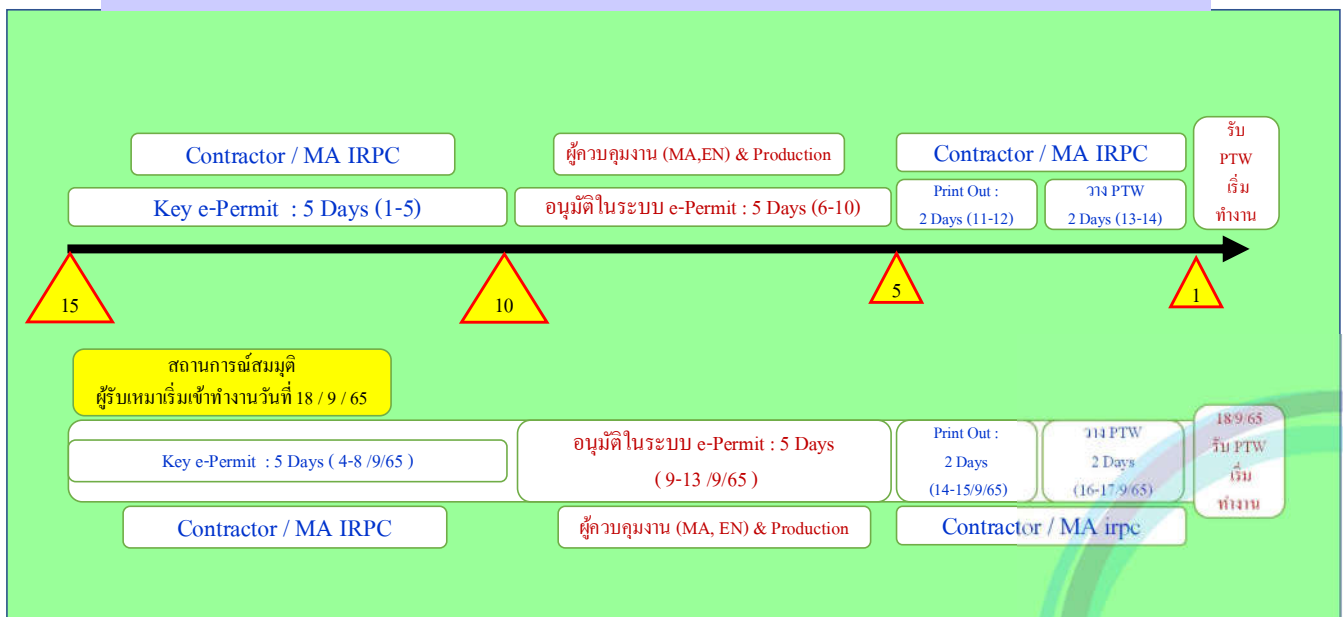 Contractor / MA IRPC
ผู้ควบคุมงาน (MA,EN) & Production
Contractor / MA IRPC
รับ
PTW
เริ่ม
ทำงาน
Key e-Permit : 5 Days (1-5)
อนุมัติในระบบ e-Permit : 5 Days (6-10)
Print Out :
2 Days (11-12)
วาง PTW
2 Days (13-14)
15
10
5
1
สถานการณ์สมมุติ
ผู้รับเหมาเริ่มเข้าทำงานวันที่ 18 / 9 / 65
Key e-Permit : 5 Days ( 4-8 /9/65 )
อนุมัติในระบบ e-Permit : 5 Days
( 9-13 /9/65 )
Print Out :
2 Days
(14-15/9/65)
วาง PTW
2 Days
(16-17/9/65)
18/9/65
รับ PTW
เริ่ม
ทำงาน
Contractor / MA IRPC
ผู้ควบคุมงาน (MA, EN) & Production
Contractor / MA irpc